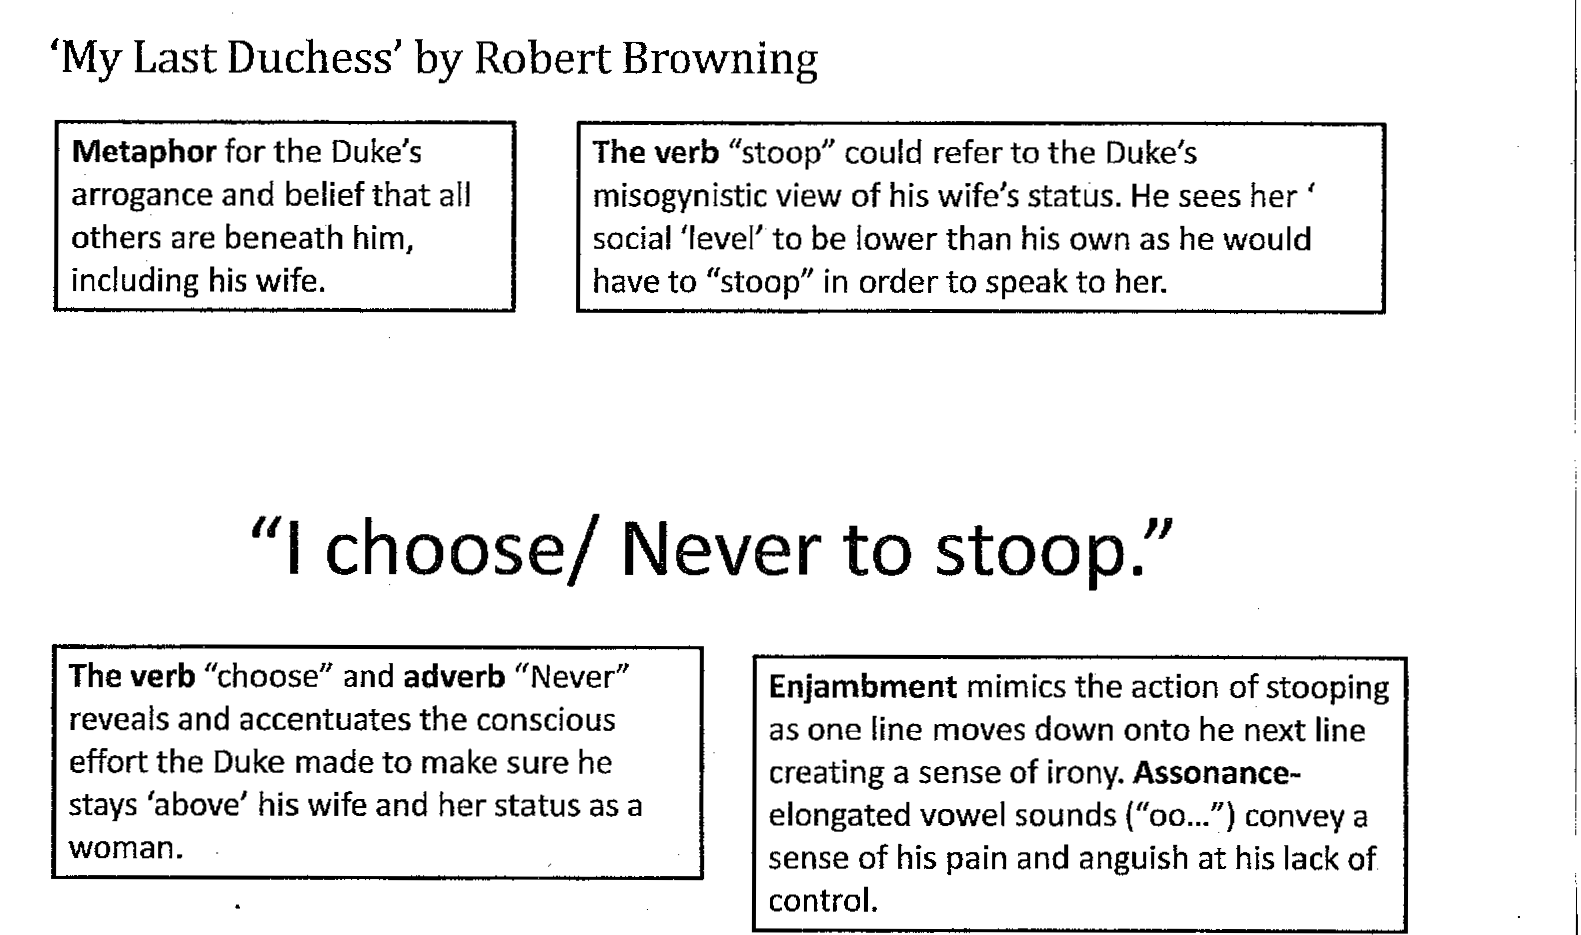 ‘My Last Duchess’ by Robert Browning
Metaphor for the Duke’s
arrogance and belief that all
others are beneath him,
including his wife.
The verb “stoop” could refer to the Duke’s
misogynistic view of his wife’s status. He sees her ‘
social ‘level’ to be lower than his own as he would
have to “stoop” in order to speak to her.
“I choose/ Never to stoop.”
The verb “choose” and adverb “Never”
reveals and accentuates the conscious
effort the Duke made to make sure he
stays ‘above’ his wife and her status as a
woman.
Enjambment mimics the action of stooping
as one line moves down onto he next line
creating a sense of irony. Assonance-
elongated vowel sounds (“oo...”) convey a
sense of his pain and anguish at his lack of
control.